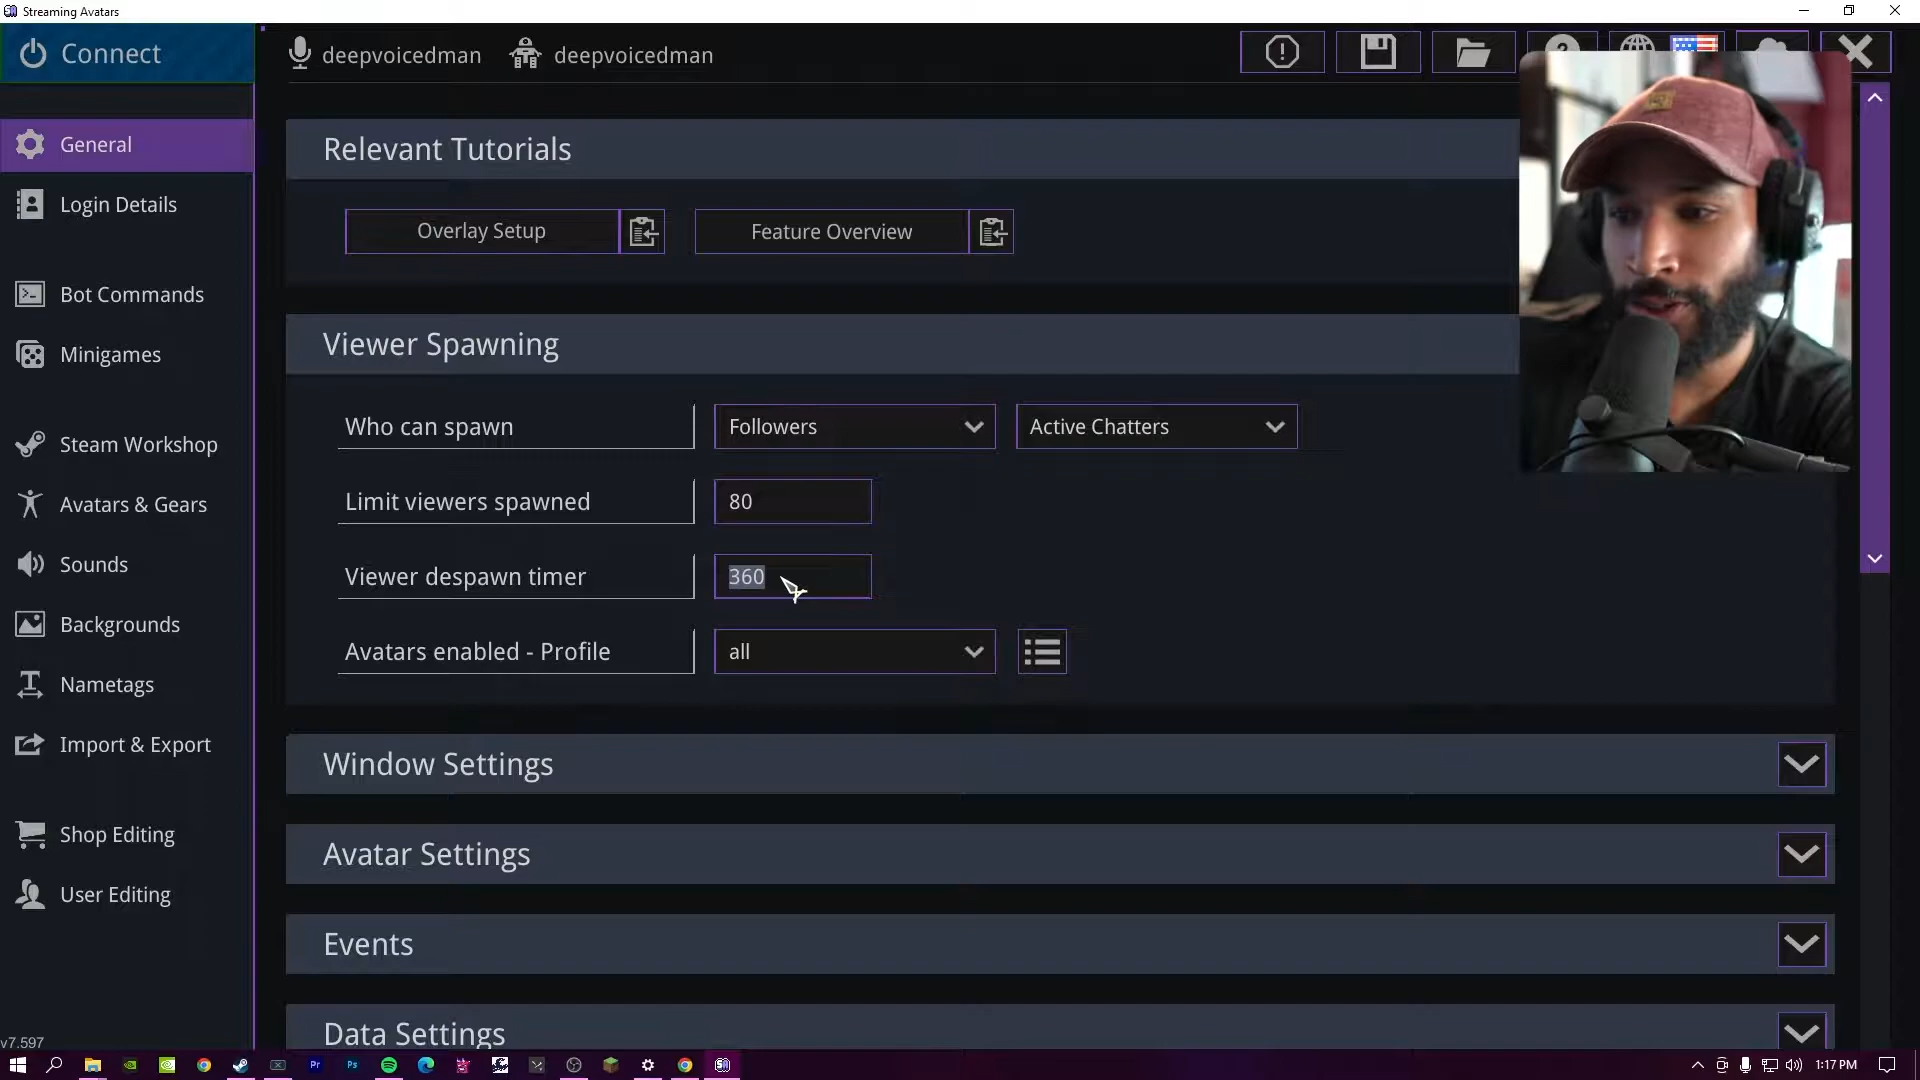 Streaming Avatars
Connect
deepvoicedman
deepvoicedman
General
Login Details
Bot Commands
Minigames
Steam Workshop
Avatars & Gears
Sounds
Backgrounds
Nametags
Import & Export
Shop Editing
User Editing
v7.597
Relevant Tutorials
Overlay Setup
Feature Overview
Viewer Spawning
Who can spawn
Followers
Active Chatters
Limit viewers spawned
80
Viewer despawn timer
360
Avatars enabled - Profile
all
Window Settings
Avatar Settings
Events
Data Settings
Pr
Ps
1:17 PM